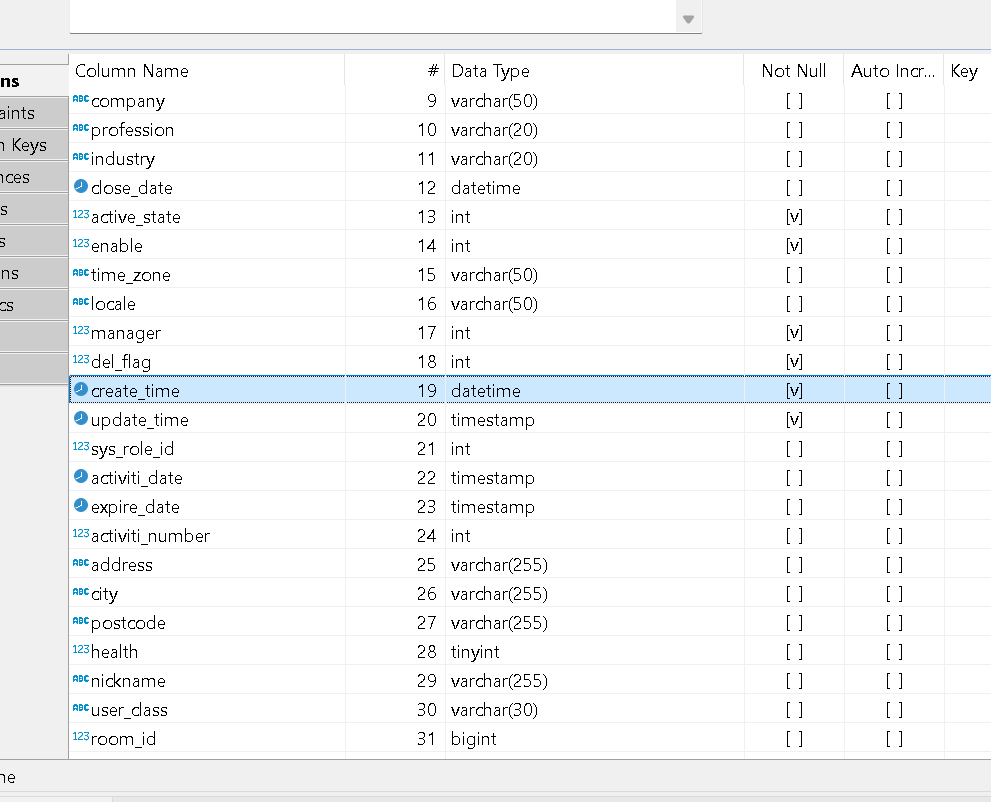 Column Name # Data Type Not Null Auto Incr... Key
ABC company 9 varchar(50) [ ] [ ]
ABC profession 10 varchar(20) [ ] [ ]
ABC industry 11 varchar(20) [ ] [ ]
close_date 12 datetime [ ] [ ]
123 active_state 13 int [v] [ ]
123 enable 14 int [v] [ ]
ABC time_zone 15 varchar(50) [ ] [ ]
ABC locale 16 varchar(50) [ ] [ ]
123 manager 17 int [v] [ ]
123 del_flag 18 int [v] [ ]
create_time 19 datetime [v] [ ]
update_time 20 timestamp [v] [ ]
123 sys_role_id 21 int [ ] [ ]
activiti_date 22 timestamp [ ] [ ]
expire_date 23 timestamp [ ] [ ]
123 activiti_number 24 int [ ] [ ]
ABC address 25 varchar(255) [ ] [ ]
ABC city 26 varchar(255) [ ] [ ]
ABC postcode 27 varchar(255) [ ] [ ]
123 health 28 tinyint [ ] [ ]
ABC nickname 29 varchar(255) [ ] [ ]
ABC user_class 30 varchar(30) [ ] [ ]
123 room_id 31 bigint [ ] [ ]
ns
aints
n Keys
nces
s
s
ns
cs
ne